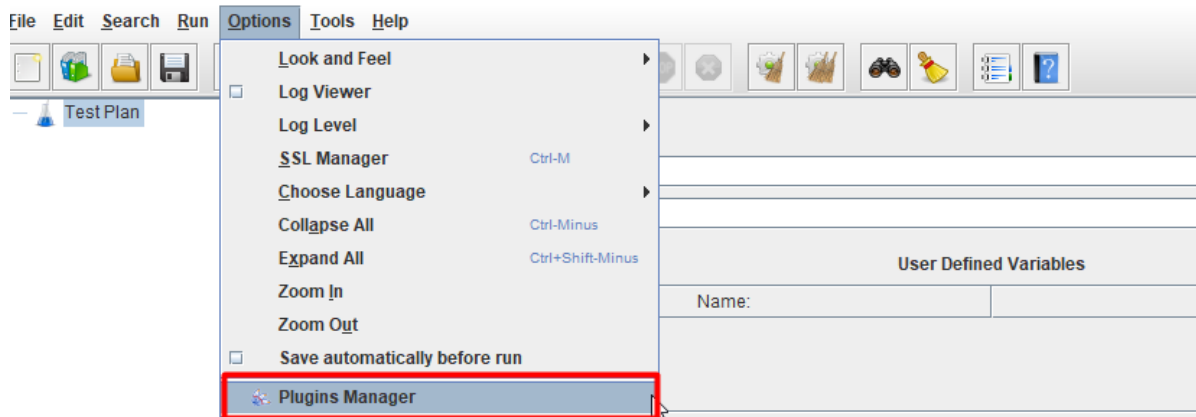 File Edit Search Run Options Tools Help
Look and Feel
Test Plan
Log Viewer
Log Level
SSL Manager Ctrl-M
Choose Language
Collapse All Ctrl-Minus
Expand All Ctrl+Shift-Minus
User Defined Variables
Zoom In
Name:
Zoom Out
Save automatically before run
Plugins Manager